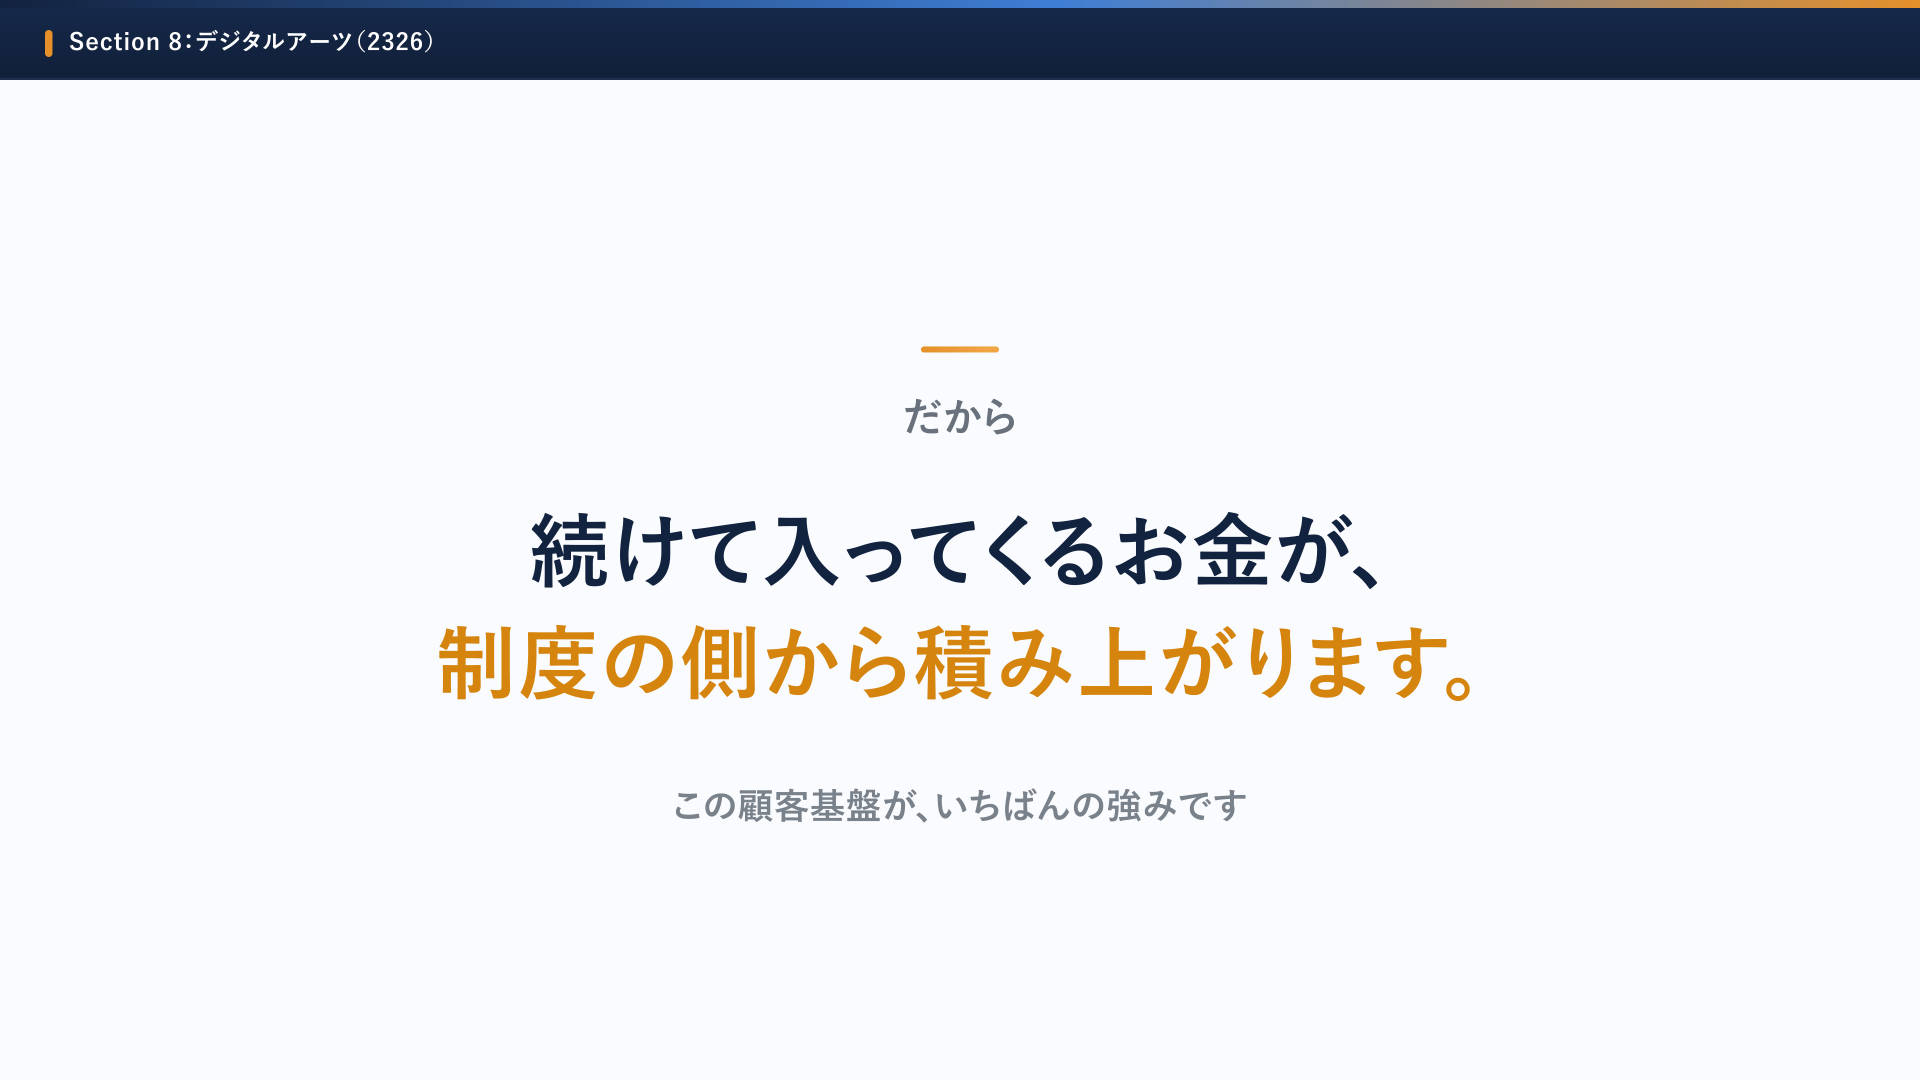 Section 8：デジタルアーツ（2326）
だから
続けて入ってくるお金が、
制度の側から積み上がります。
この顧客基盤が、いちばんの強みです